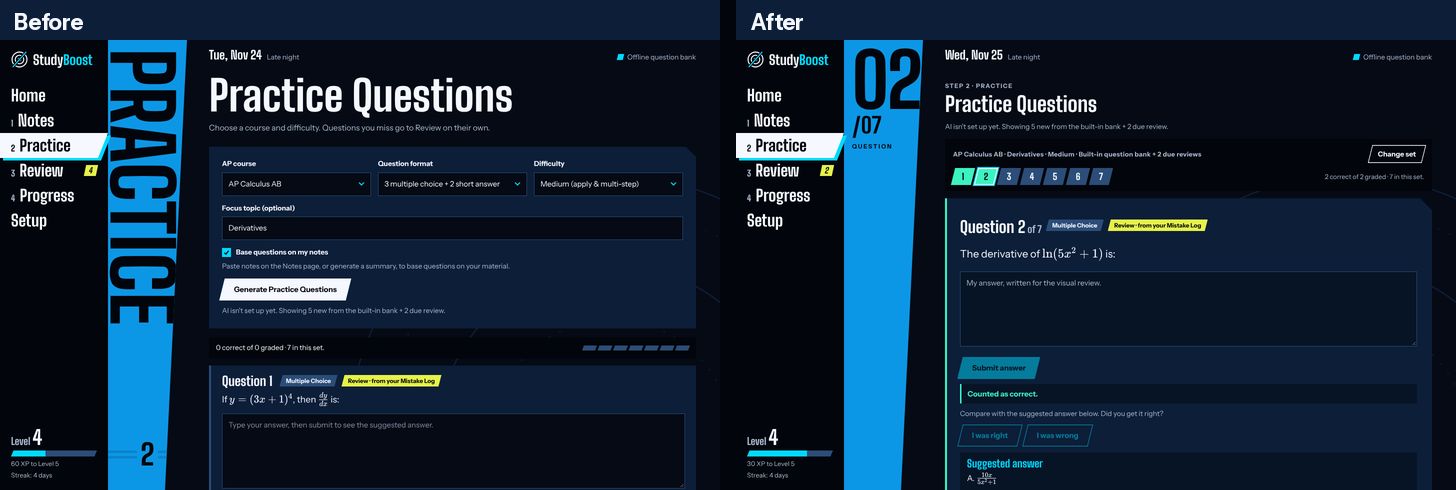 Before
StudyBoost
Home
1 Notes
2 Practice
3 Review 4
4 Progress
Setup
Level 4
60 XP to Level 5
Streak: 4 days
PRACTICE
2
Tue, Nov 24 Late night
Offline question bank
Practice Questions
Choose a course and difficulty. Questions you miss go to Review on their own.
AP course Question format Difficulty
AP Calculus AB 3 multiple choice + 2 short answer Medium (apply & multi-step)
Focus topic (optional)
Derivatives
Base questions on my notes
Paste notes on the Notes page, or generate a summary, to base questions on your material.
Generate Practice Questions
AI isn't set up yet. Showing 5 new from the built-in bank + 2 due review.
0 correct of 0 graded · 7 in this set.
Question 1 Multiple Choice Review · from your Mistake Log
If y = (3x + 1)⁴, then dy/dx is:
Type your answer, then submit to see the suggested answer.
After
StudyBoost
Home
1 Notes
2 Practice
3 Review 2
4 Progress
Setup
Level 4
30 XP to Level 5
Streak: 4 days
02
/07
QUESTION
Wed, Nov 25 Late night
Offline question bank
STEP 2 · PRACTICE
Practice Questions
AI isn't set up yet. Showing 5 new from the built-in bank + 2 due review.
AP Calculus AB · Derivatives · Medium · Built-in question bank + 2 due reviews
Change set
1 2 3 4 5 6 7
2 correct of 2 graded · 7 in this set.
Question 2 of 7 Multiple Choice Review · from your Mistake Log
The derivative of ln(5x² + 1) is:
My answer, written for the visual review.
Submit answer
Counted as correct.
Compare with the suggested answer below. Did you get it right?
I was right I was wrong
Suggested answer
A. 10x/5x²+1